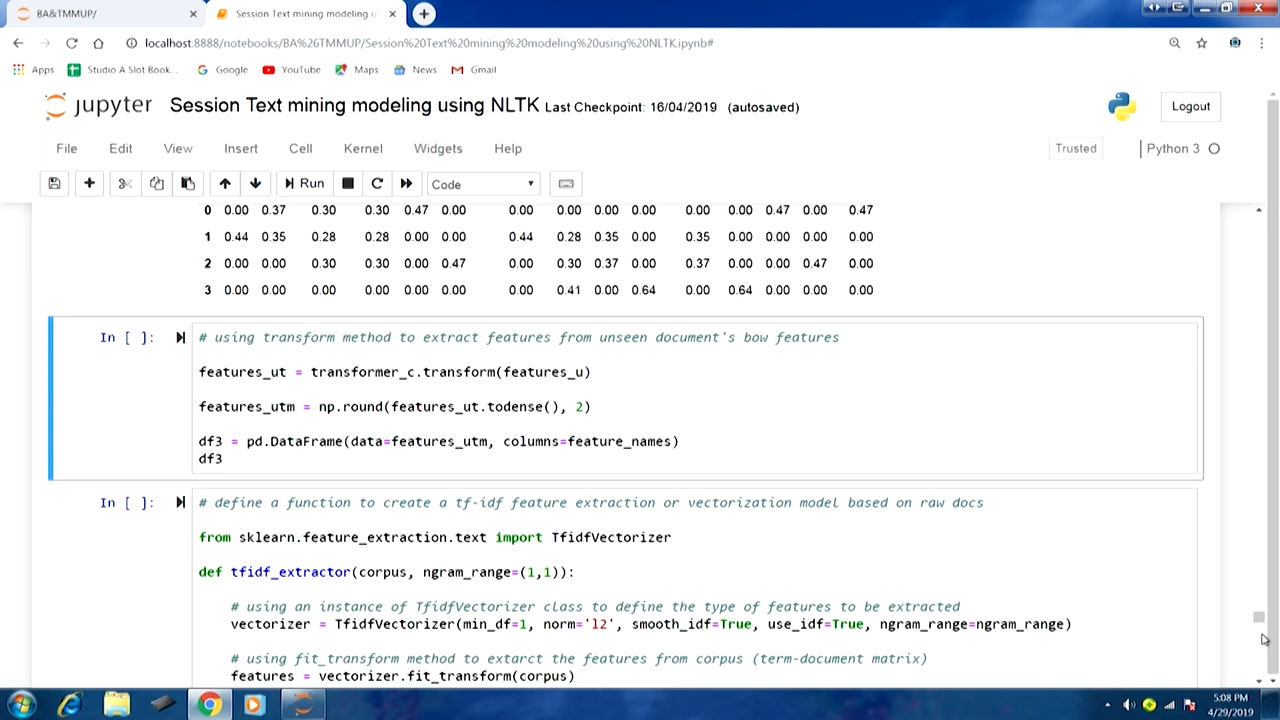 BA&TMMUP/
Session Text mining modeling u
localhost:8888/notebooks/BA%26TMMUP/Session%20Text%20mining%20modeling%20using%20NLTK.ipynb#
Apps Studio A Slot Book... Google YouTube Maps News Gmail
jupyter Session Text mining modeling using NLTK Last Checkpoint: 16/04/2019 (autosaved)
Logout
File Edit View Insert Cell Kernel Widgets Help Trusted Python 3
Run Code
0 0.00 0.37 0.30 0.30 0.47 0.00 0.00 0.00 0.00 0.00 0.00 0.00 0.47 0.00 0.47
1 0.44 0.35 0.28 0.28 0.00 0.00 0.44 0.28 0.35 0.00 0.35 0.00 0.00 0.00 0.00
2 0.00 0.00 0.30 0.30 0.00 0.47 0.00 0.30 0.37 0.00 0.37 0.00 0.00 0.47 0.00
3 0.00 0.00 0.00 0.00 0.00 0.00 0.00 0.41 0.00 0.64 0.00 0.64 0.00 0.00 0.00
In [ ]: # using transform method to extract features from unseen document's bow features
features_ut = transformer_c.transform(features_u)
features_utm = np.round(features_ut.todense(), 2)
df3 = pd.DataFrame(data=features_utm, columns=feature_names)
df3
In [ ]: # define a function to create a tf-idf feature extraction or vectorization model based on raw docs
from sklearn.feature_extraction.text import TfidfVectorizer
def tfidf_extractor(corpus, ngram_range=(1,1)):
# using an instance of TfidfVectorizer class to define the type of features to be extracted
vectorizer = TfidfVectorizer(min_df=1, norm='l2', smooth_idf=True, use_idf=True, ngram_range=ngram_range)
# using fit_transform method to extarct the features from corpus (term-document matrix)
features = vectorizer.fit_transform(corpus)
5:08 PM
4/29/2019